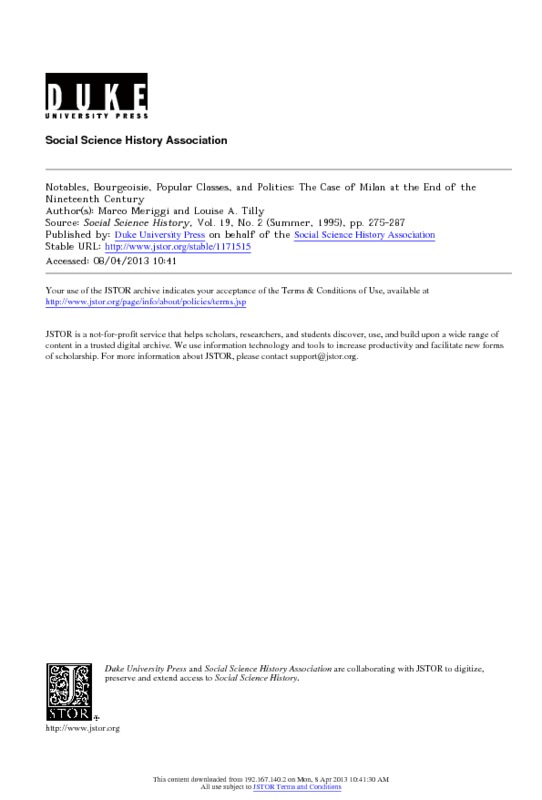 DUKE
UNIVERSITY PRESS
Social Science History Association
Notables, Bourgeoisie, Popular Classes, and Politics: The Case of Milan at the End of the
Nineteenth Century
Author(s): Marco Meriggi and Louise A. Tilly
Source: Social Science History, Vol. 19, No. 2 (Summer, 1995), pp. 275-287
Published by: Duke University Press on behalf of the Social Science History Association
Stable URL: http://www.jstor.org/stable/1171515
Accessed: 08/04/2013 10:41
Your use of the JSTOR archive indicates your acceptance of the Terms & Conditions of Use, available at
http://www.jstor.org/page/info/about/policies/terms.jsp
JSTOR is a not-for-profit service that helps scholars, researchers, and students discover, use, and build upon a wide range of
content in a trusted digital archive. We use information technology and tools to increase productivity and facilitate new forms
of scholarship. For more information about JSTOR, please contact support@jstor.org.
Duke University Press and Social Science History Association are collaborating with JSTOR to digitize,
preserve and extend access to Social Science History.
JSTOR
http://www.jstor.org
This content downloaded from 192.167.140.2 on Mon, 8 Apr 2013 10:41:30 AM
All use subject to JSTOR Terms and Conditions